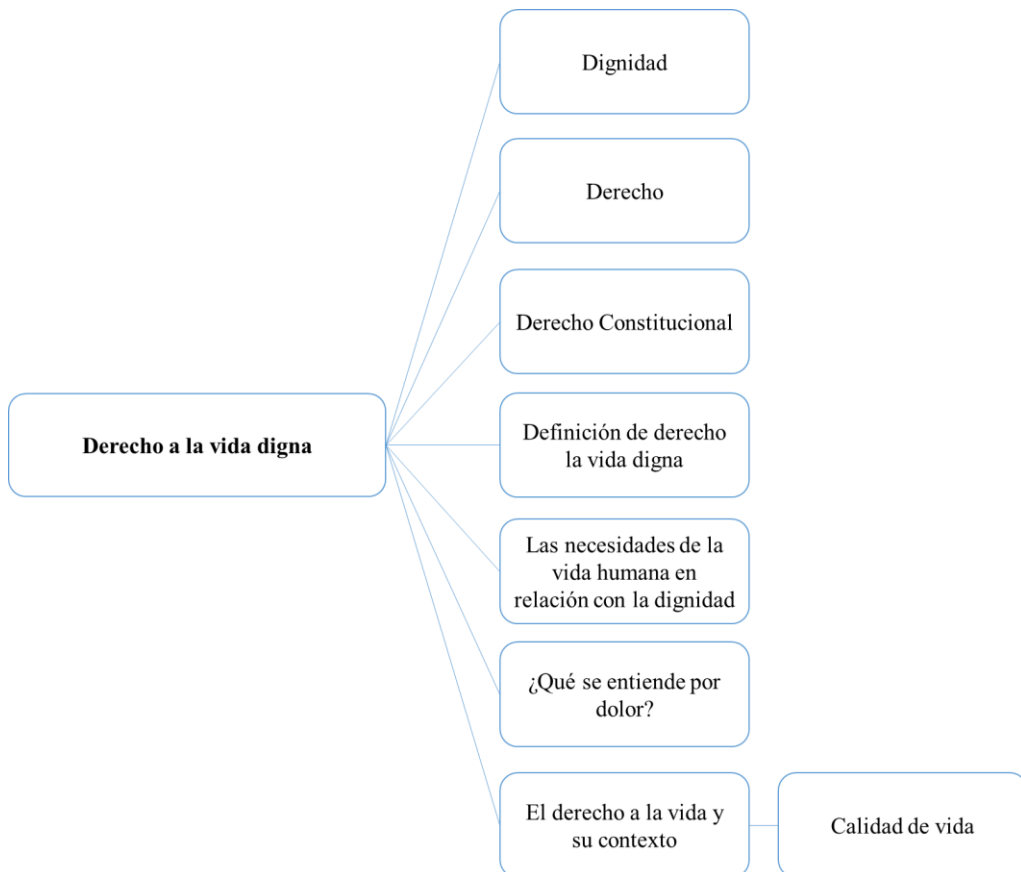 Dignidad
Derecho
Derecho Constitucional
Derecho a la vida digna
Definición de derecho
la vida digna
Las necesidades de la
vida humana en
relación con la dignidad
¿Qué se entiende por
dolor?
El derecho a la vida y
su contexto
Calidad de vida